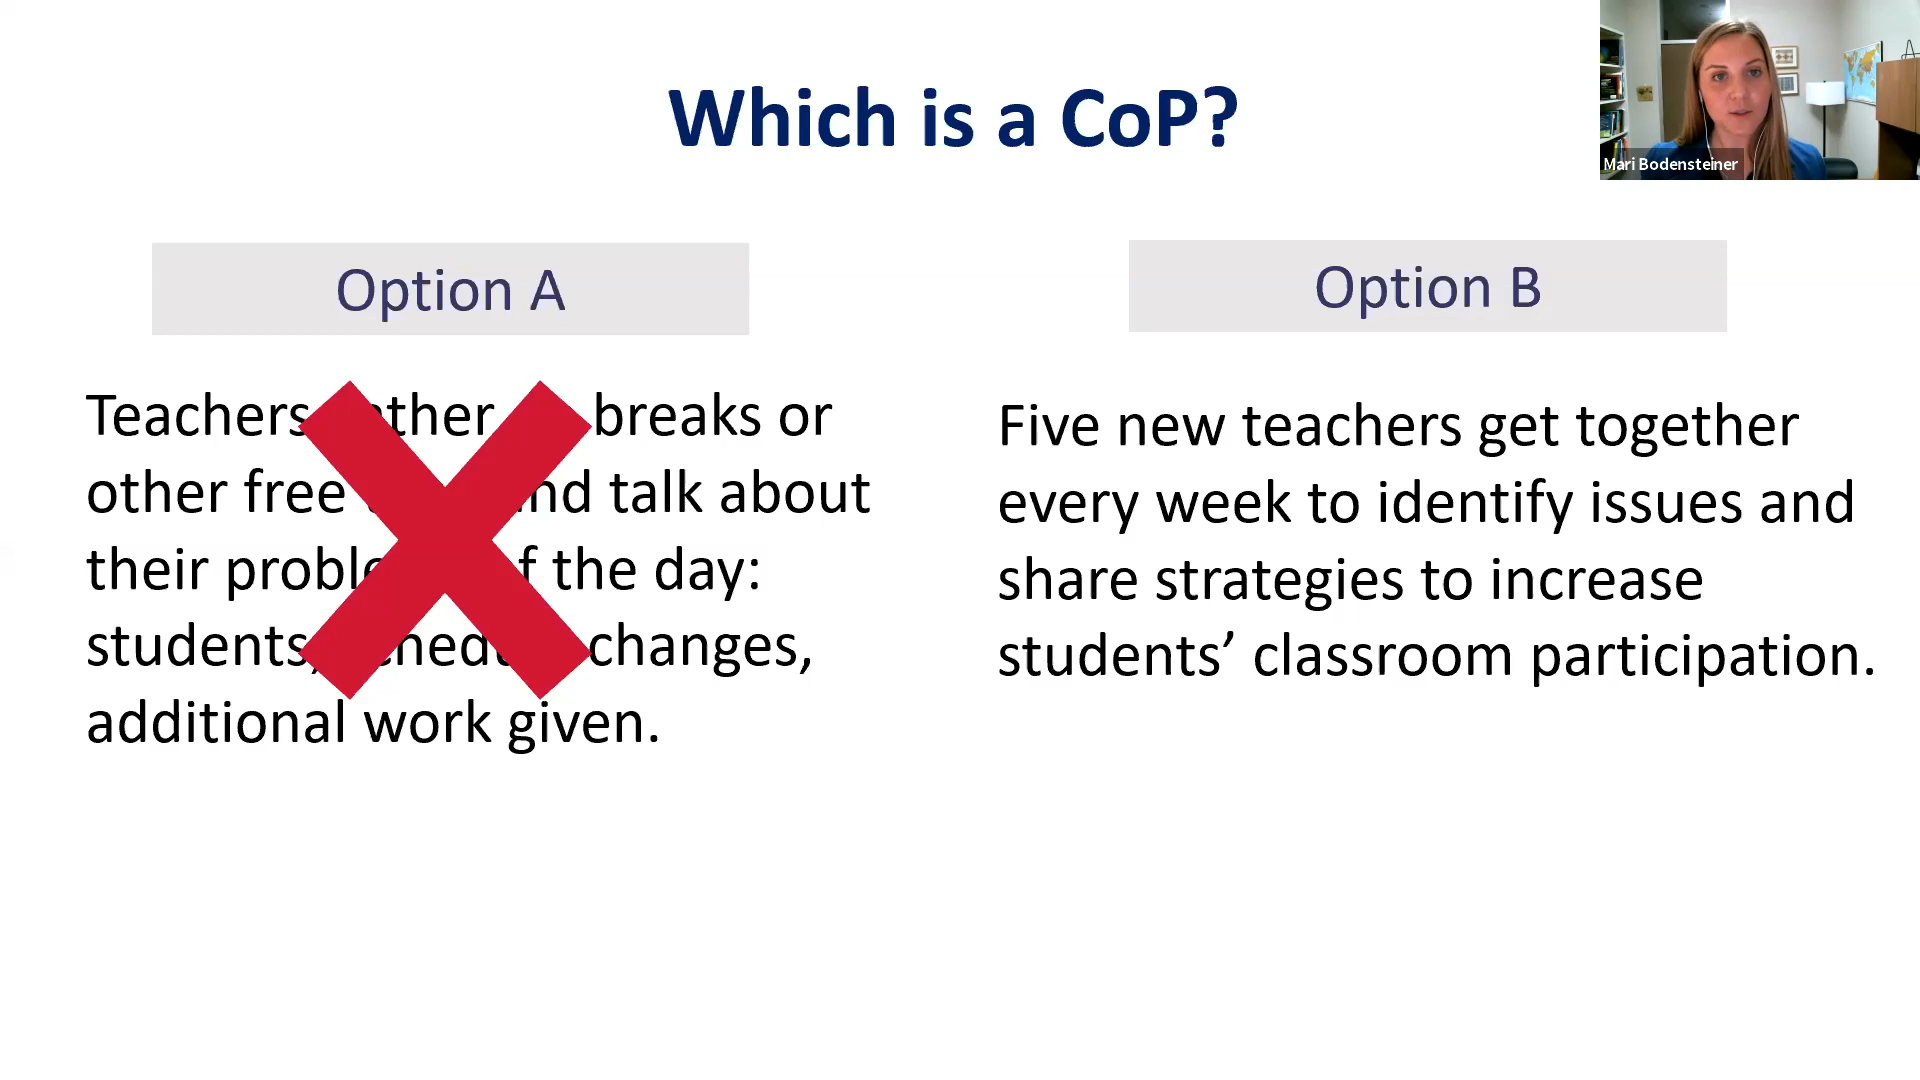 Which is a CoP?
Mari Bodensteiner
Option A
Teachers breaks or
other free and talk about
their problems of the day:
students, schedule changes,
additional work given.
Option B
Five new teachers get together
every week to identify issues and
share strategies to increase
students’ classroom participation.